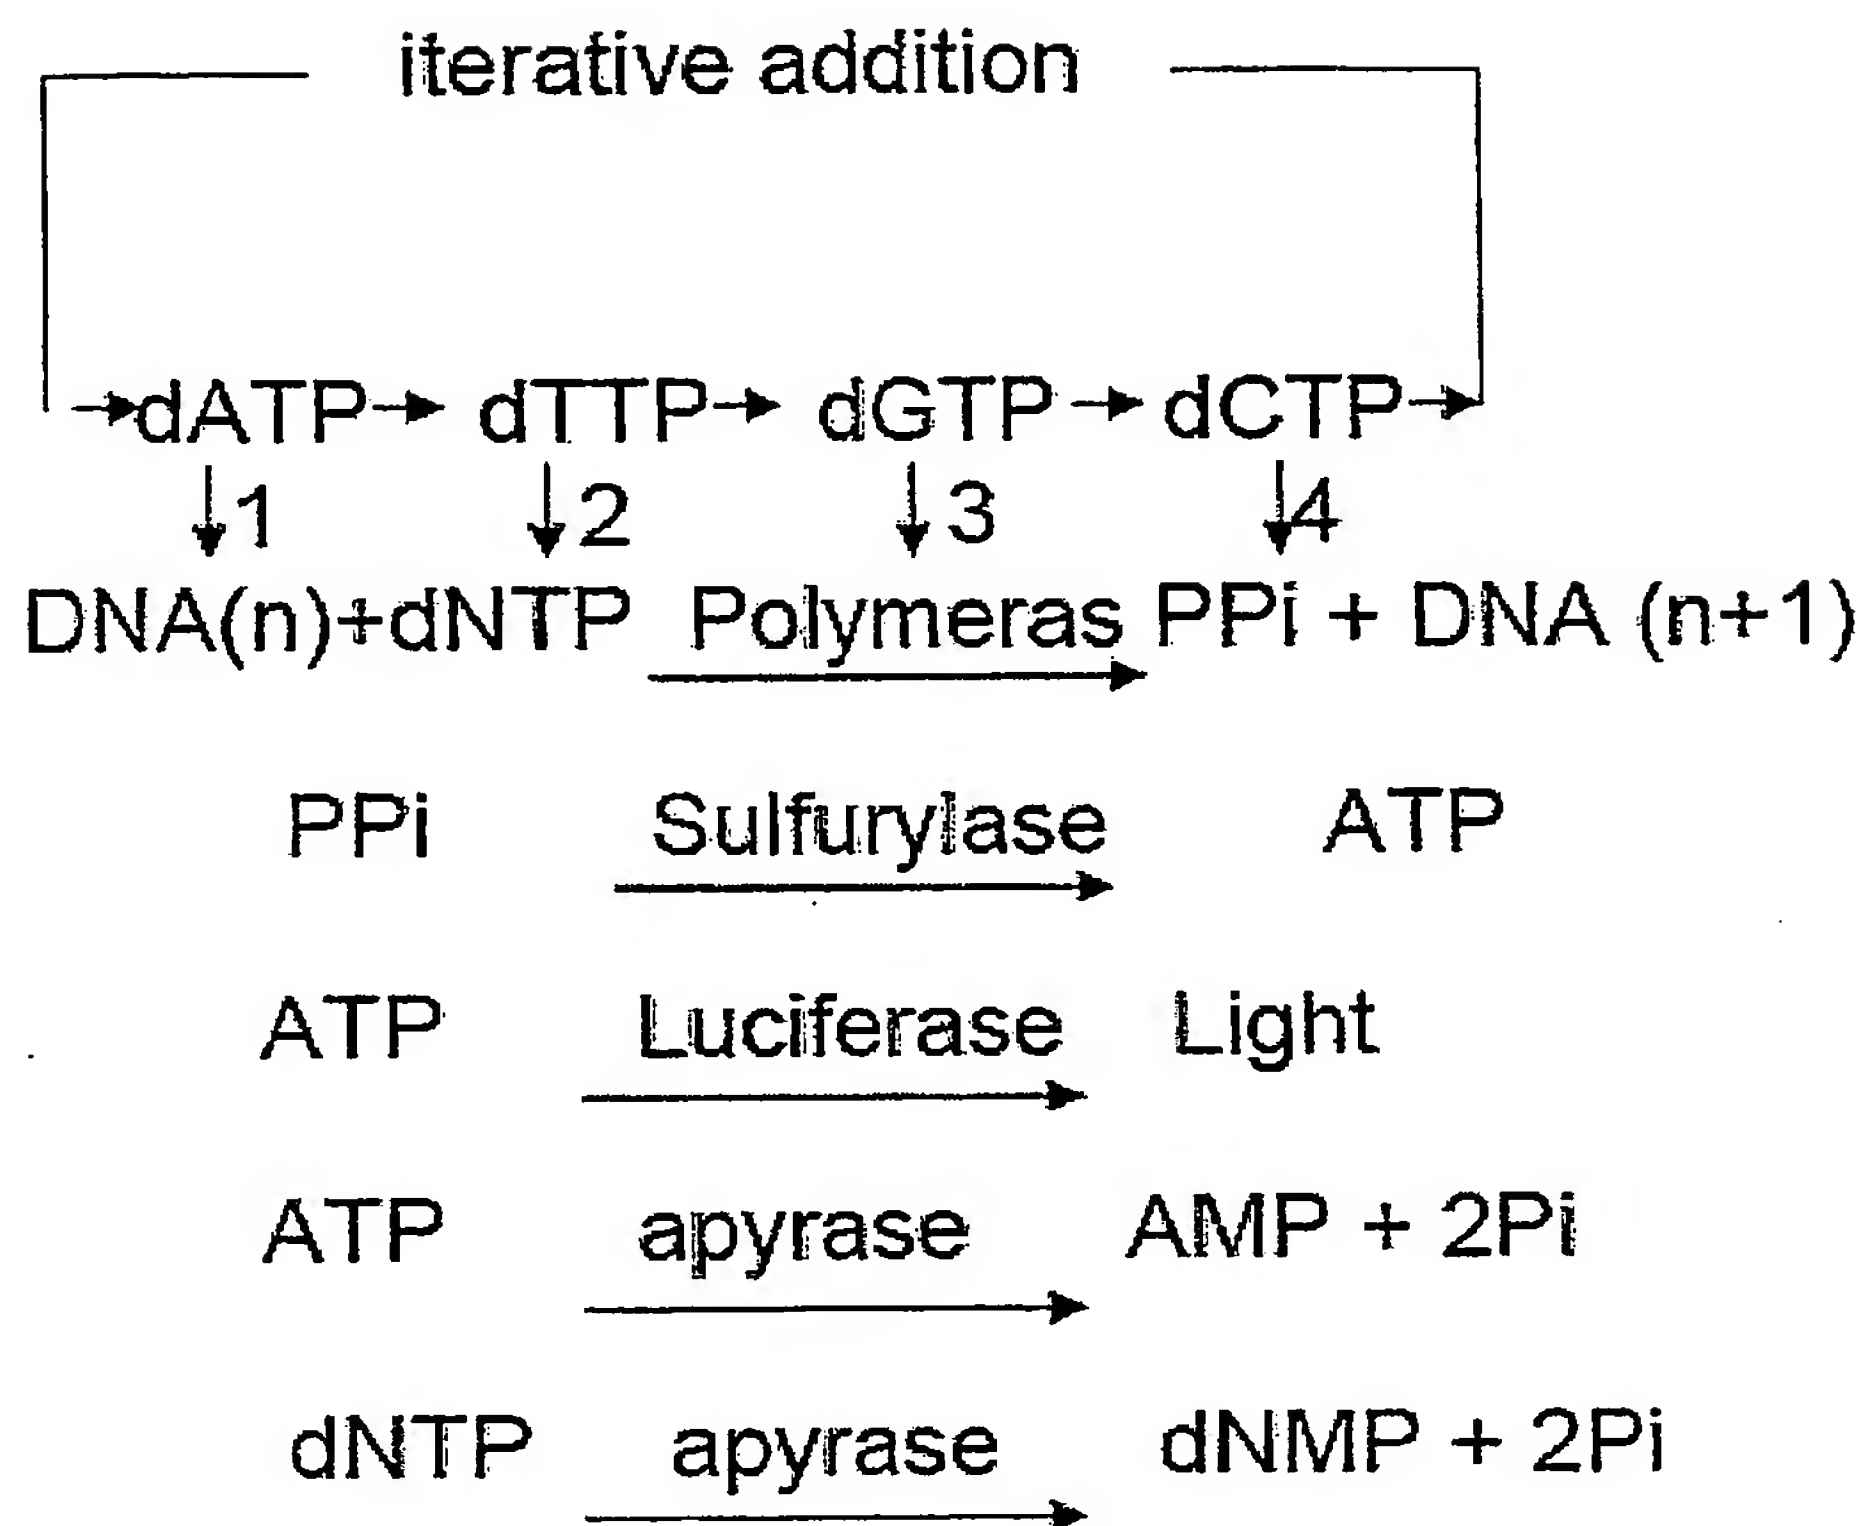 iterative addition
dATP dTTP dGTP dCTP
1 2 3 4
DNA(n)+dNTP Polymeras PPi + DNA (n+1)
PPi Sulfurylase ATP
ATP Luciferase Light
ATP apyrase AMP + 2Pi
dNTP apyrase dNMP + 2Pi